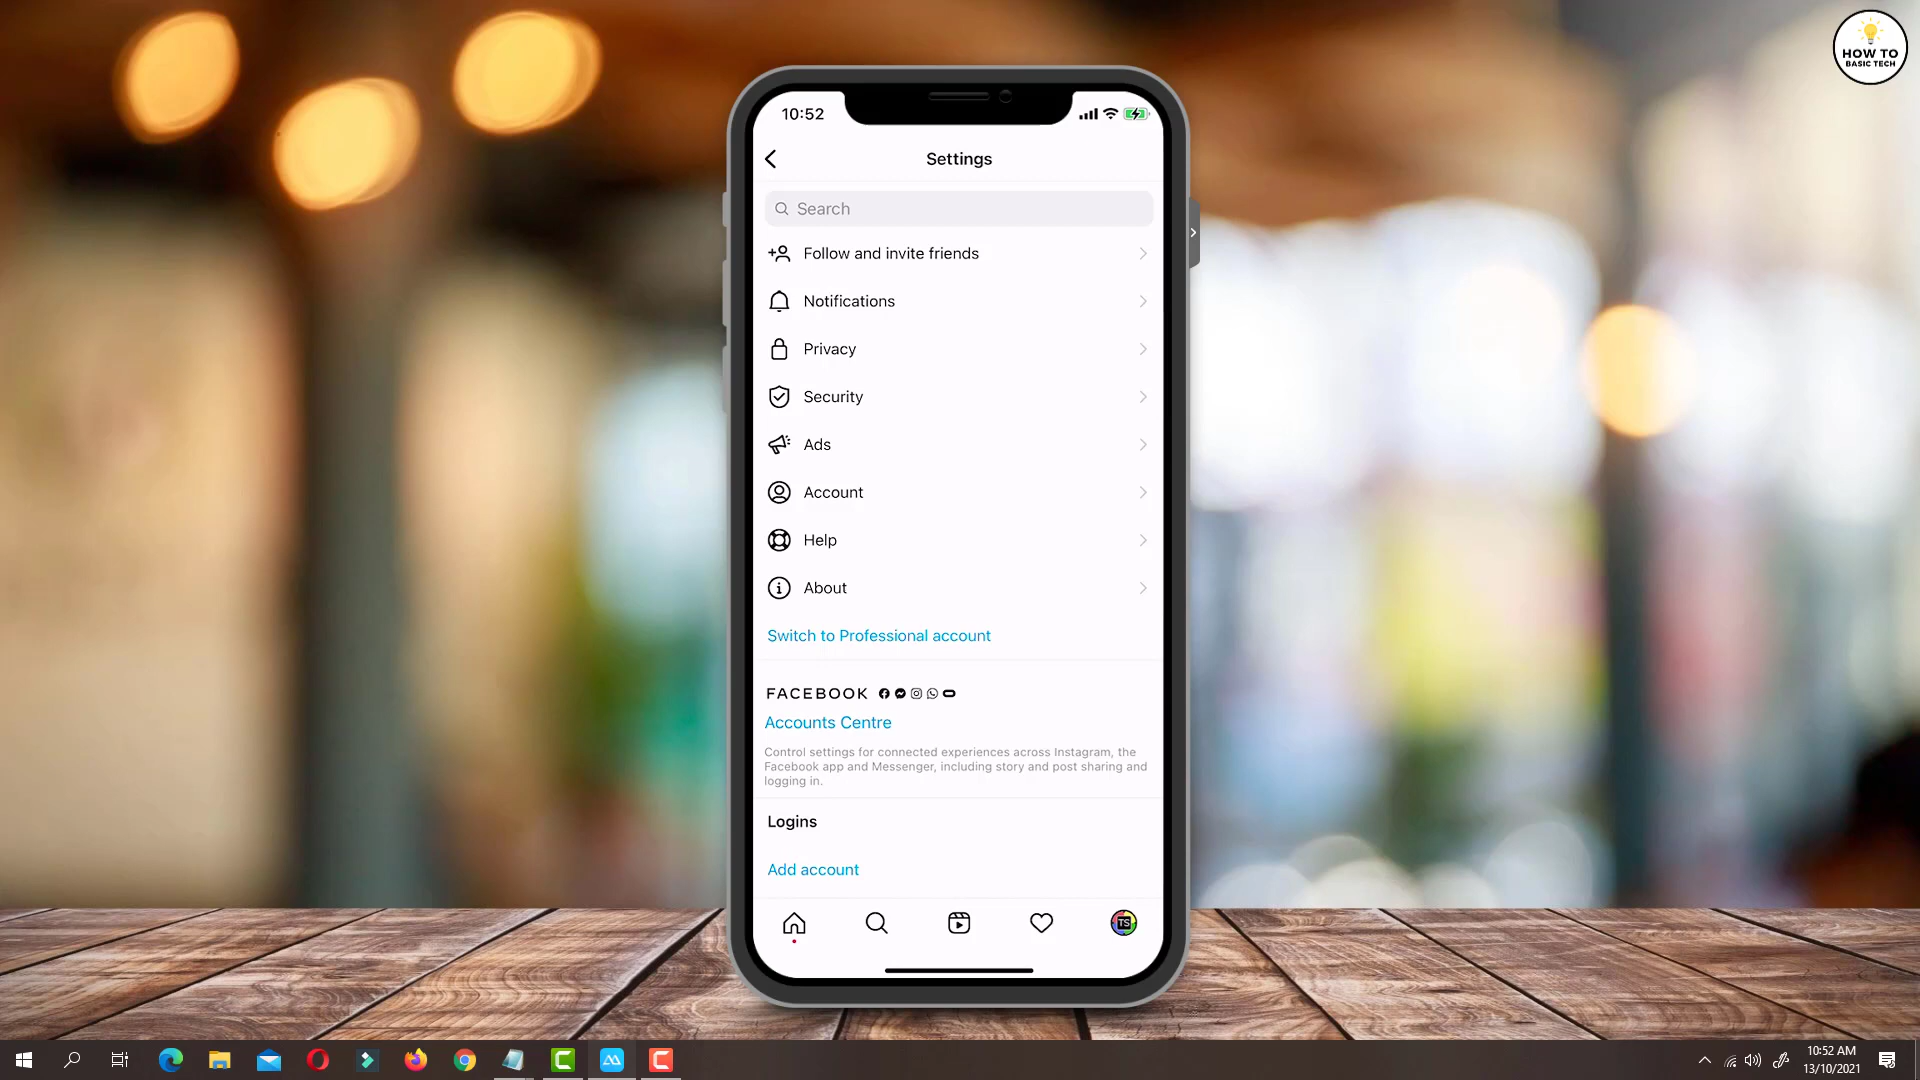 HOW TO
BASIC TECH
10:52
Settings
Search
Follow and invite friends
Notifications
Privacy
Security
Ads
Account
Help
About
Switch to Professional account
FACEBOOK
Accounts Centre
Control settings for connected experiences across Instagram, the
Facebook app and Messenger, including story and post sharing and
logging in.
Logins
Add account
TS
10:52 AM
13/10/2021